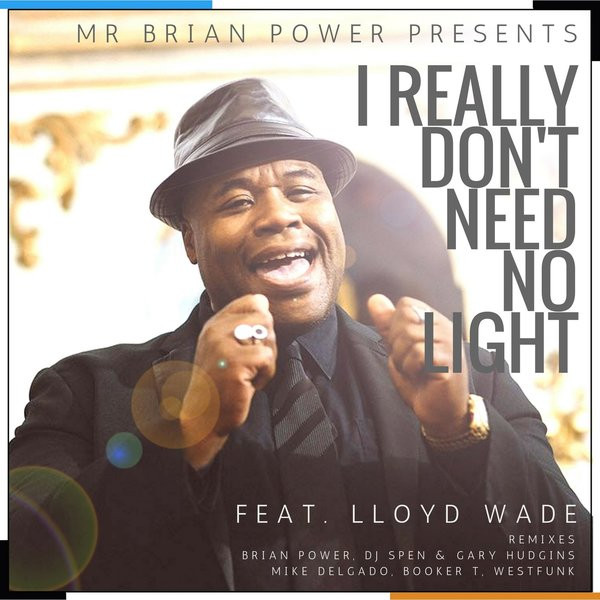 MR BRIAN POWER PRESENTS
I REALLY
DON'T
NEED
NO
LIGHT
FEAT. LLOYD WADE
REMIXES
BRIAN POWER, DJ SPEN & GARY HUDGINS
MIKE DELGADO, BOOKER T, WESTFUNK